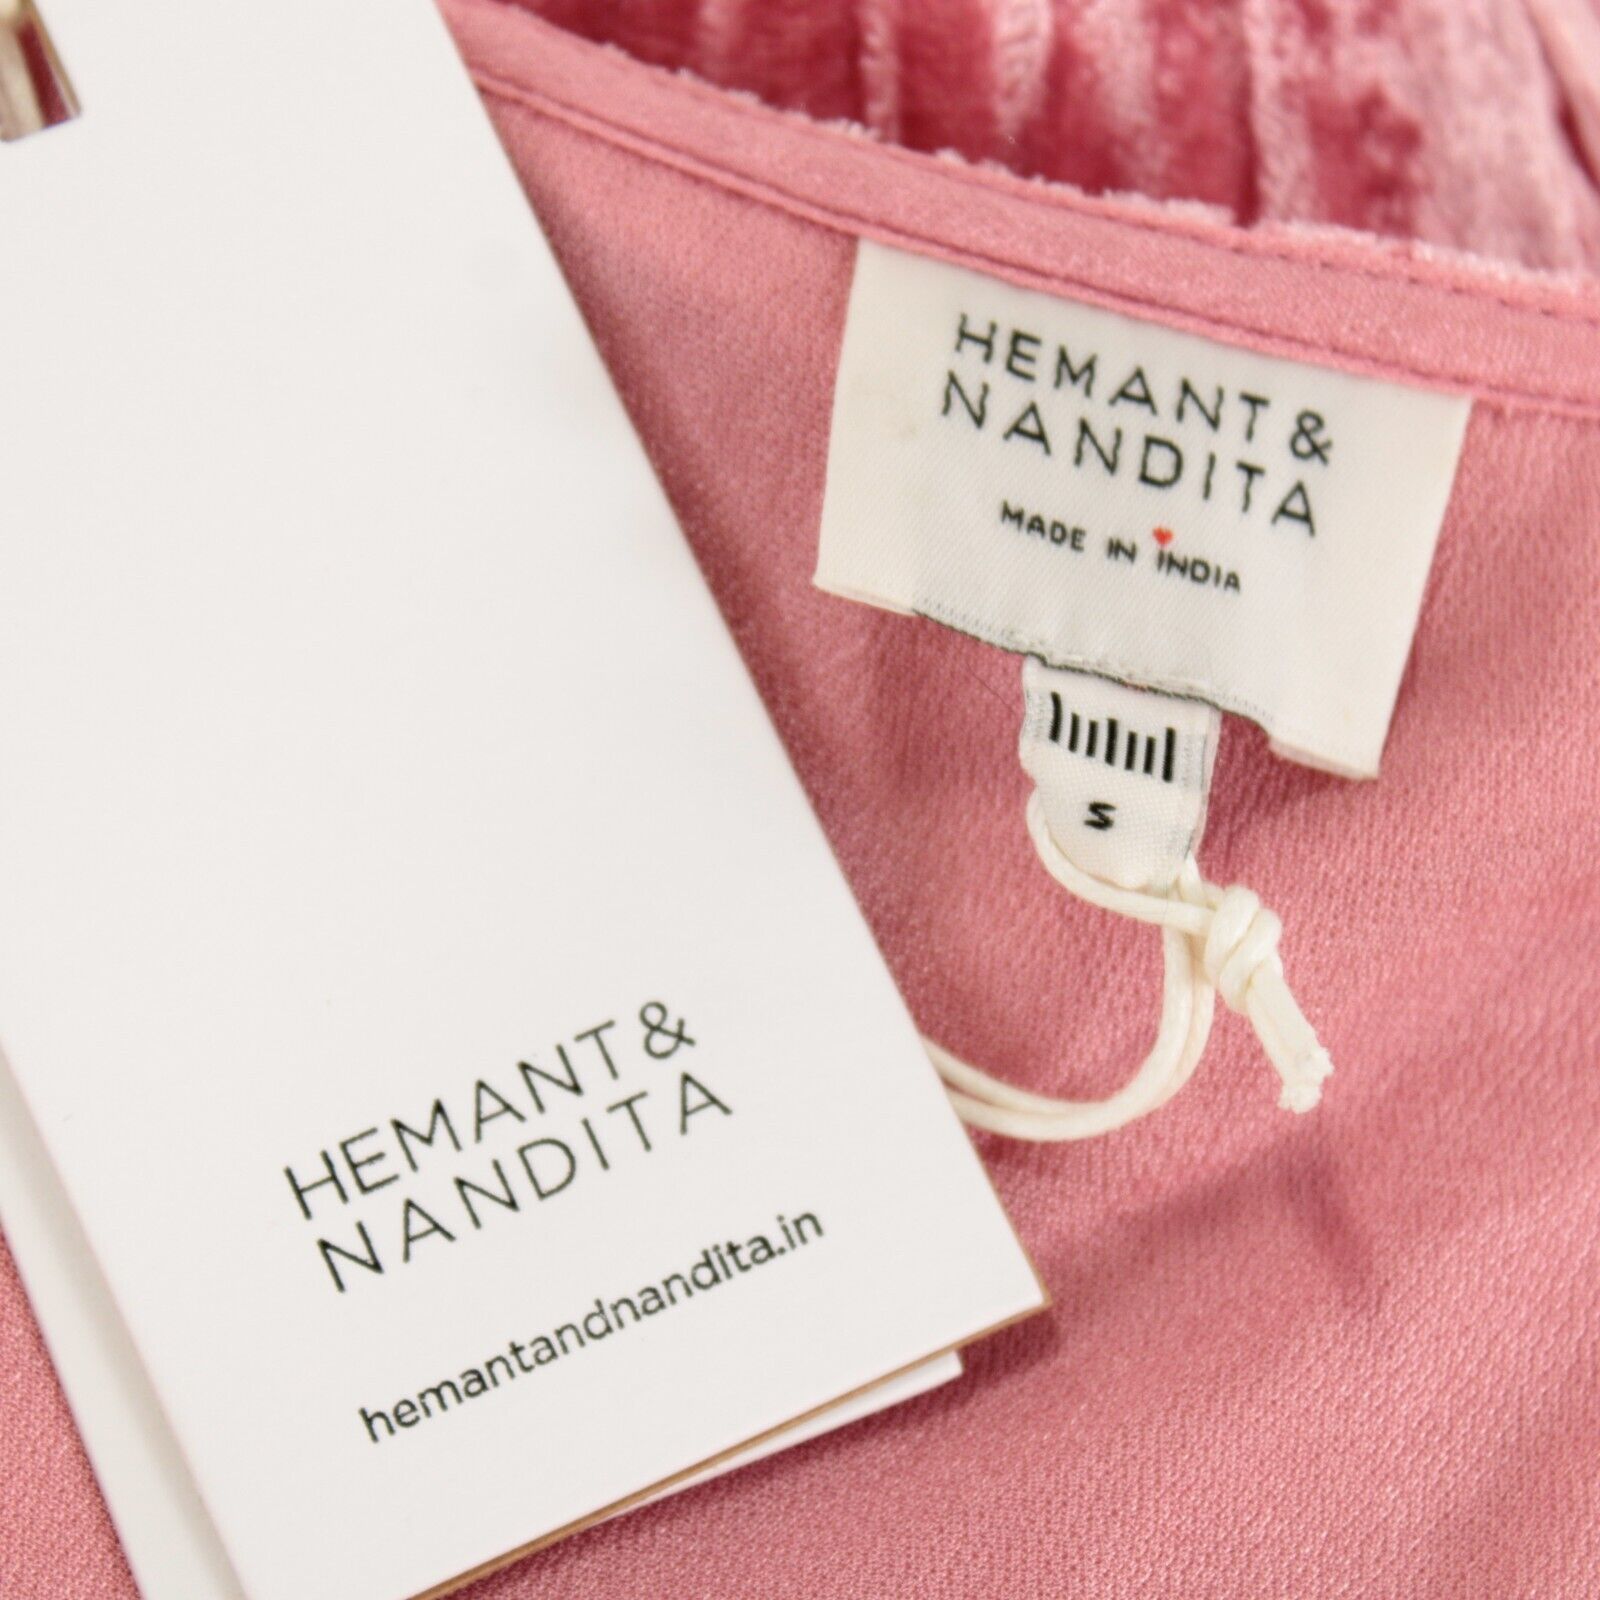 HEMANT &
NANDITA
MADE IN INDIA
S
HEMANT &
NANDITA
hemantandnandita.in